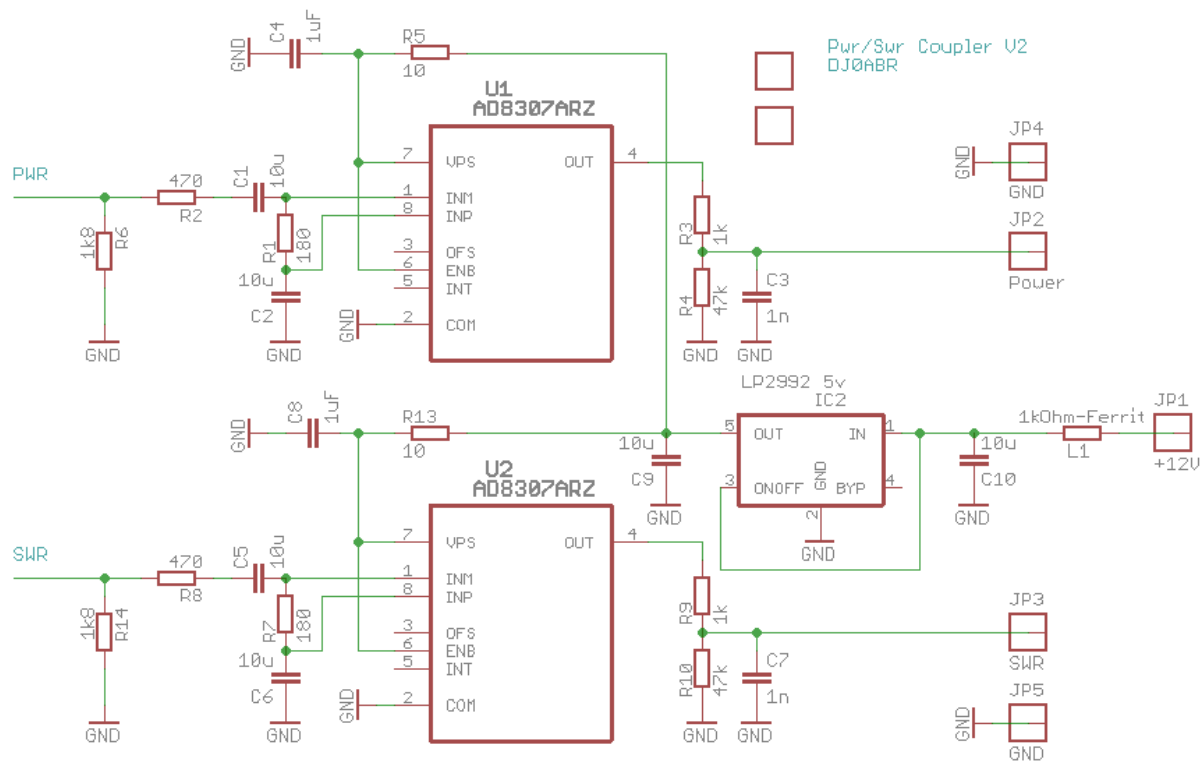 Pwr/Swr Coupler V2
DJ0ABR
C4
1uF
GND
R5
10
U1
AD8307ARZ
7
VPS
OUT
4
1
INM
8
INP
3
OFS
6
ENB
5
INT
2
COM
GND
PWR
470
R2
C1
10u
1k8
R6
GND
R1
180
10u
C2
GND
R3
1k
R4
47k
GND
C3
1n
GND
JP4
GND
GND
JP2
Power
LP2992 5v
IC2
5
OUT
IN
1
3
ONOFF
GND
BYP
4
2
GND
10u
C9
GND
10u
C10
GND
1kOhm-Ferrit
L1
JP1
+12V
C8
1uF
GND
R13
10
U2
AD8307ARZ
7
VPS
OUT
4
1
INM
8
INP
3
OFS
6
ENB
5
INT
2
COM
GND
SWR
470
R8
C5
10u
1k8
R14
GND
R7
180
10u
C6
GND
R9
1k
R10
47k
GND
C7
1n
GND
JP3
SWR
JP5
GND
GND